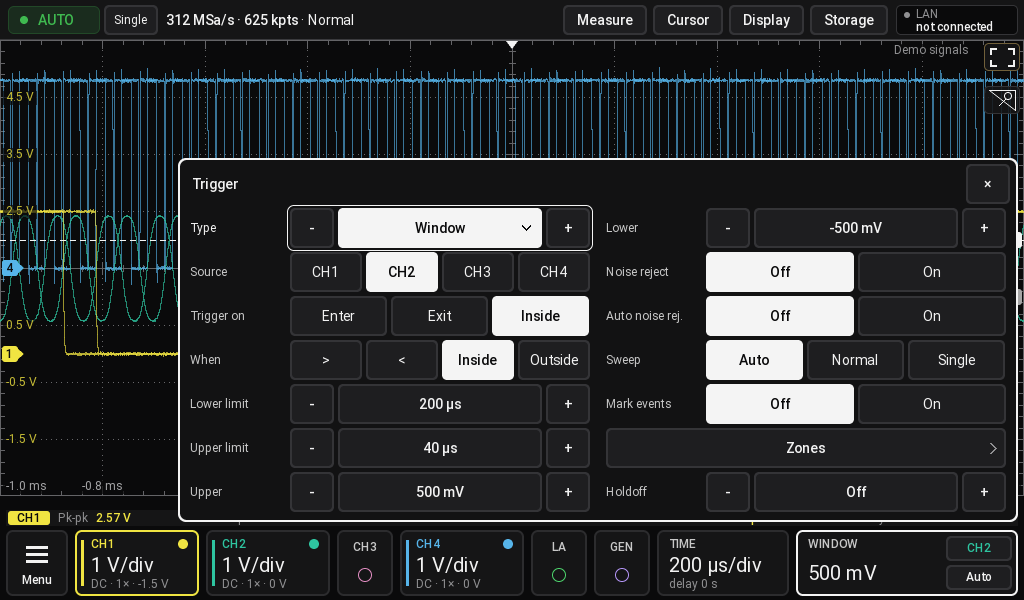 AUTO
Single
312 MSa/s · 625 kpts · Normal
Measure
Cursor
Display
Storage
LAN
not connected
Demo signals
4.5 V
3.5 V
2.5 V
4
0.5 V
1
-0.5 V
-1.5 V
-1.0 ms
-0.8 ms
Trigger
×
Type
- Window +
Source
CH1 CH2 CH3 CH4
Trigger on
Enter Exit Inside
When
> < Inside Outside
Lower limit
- 200 µs +
Upper limit
- 40 µs +
Upper
- 500 mV +
Lower
- -500 mV +
Noise reject
Off On
Auto noise rej.
Off On
Sweep
Auto Normal Single
Mark events
Off On
Zones
Holdoff
- Off +
CH1 Pk-pk 2.57 V
Menu
CH1
1 V/div
DC · 1× · -1.5 V
CH2
1 V/div
DC · 1× · 0 V
CH3
CH4
1 V/div
DC · 1× · 0 V
LA
GEN
TIME
200 µs/div
delay 0 s
WINDOW
500 mV
CH2
Auto